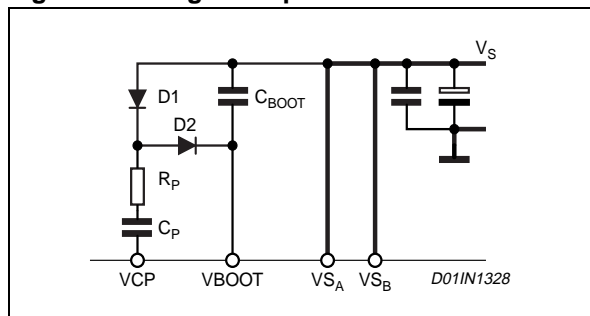 V_S
D1
C_BOOT
D2
R_P
C_P
VCP VBOOT VS_A VS_B D01IN1328